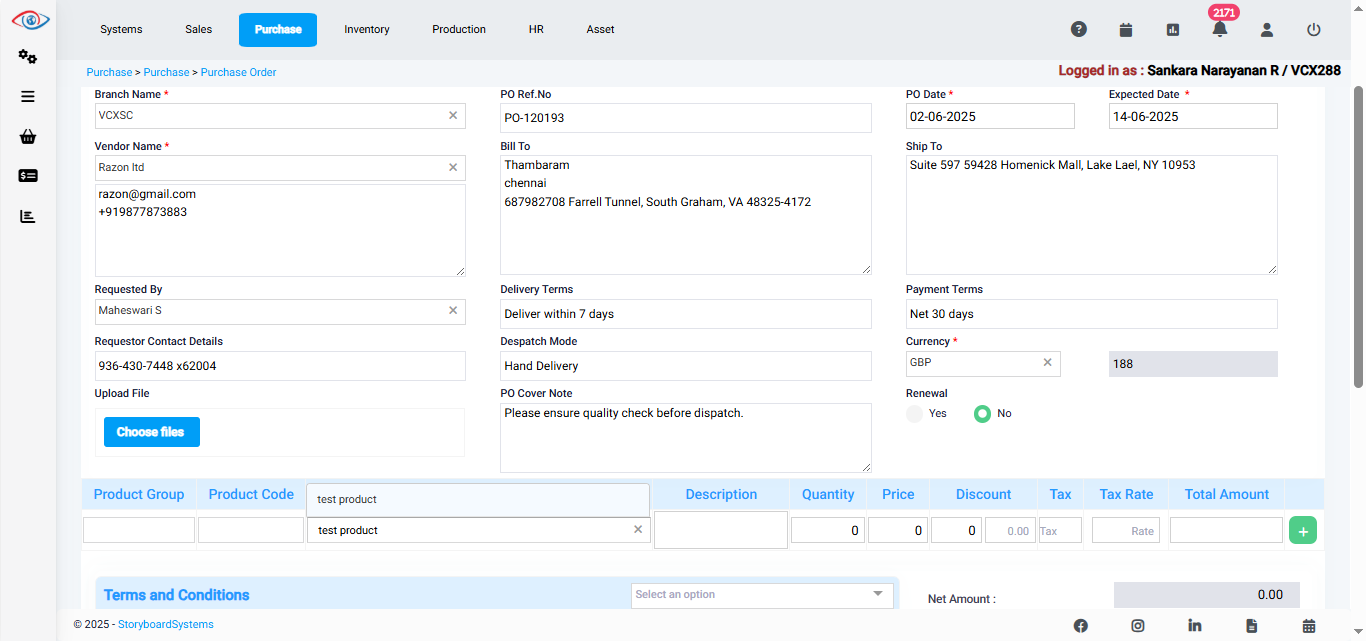 Systems
Sales
Purchase
Inventory
Production
HR
Asset
2171
Purchase > Purchase > Purchase Order
Logged in as : Sankara Narayanan R / VCX288
Branch Name *
PO Ref.No
PO Date *
Expected Date *
VCXSC ×
PO-120193
02-06-2025
14-06-2025
Vendor Name *
Bill To
Ship To
Razon ltd ×
razon@gmail.com
+919877873883
Thambaram
chennai
687982708 Farrell Tunnel, South Graham, VA 48325-4172
Suite 597 59428 Homenick Mall, Lake Lael, NY 10953
Requested By
Delivery Terms
Payment Terms
Maheswari S ×
Deliver within 7 days
Net 30 days
Requestor Contact Details
Despatch Mode
Currency *
936-430-7448 x62004
Hand Delivery
GBP ×
188
Upload File
PO Cover Note
Renewal
Choose files
Please ensure quality check before dispatch.
Yes
No
Product Group
Product Code
test product
Description
Quantity
Price
Discount
Tax
Tax Rate
Total Amount
test product ×
0
0
0
0.00
Tax
Rate
+
Terms and Conditions
Select an option
Net Amount :
0.00
© 2025 - StoryboardSystems